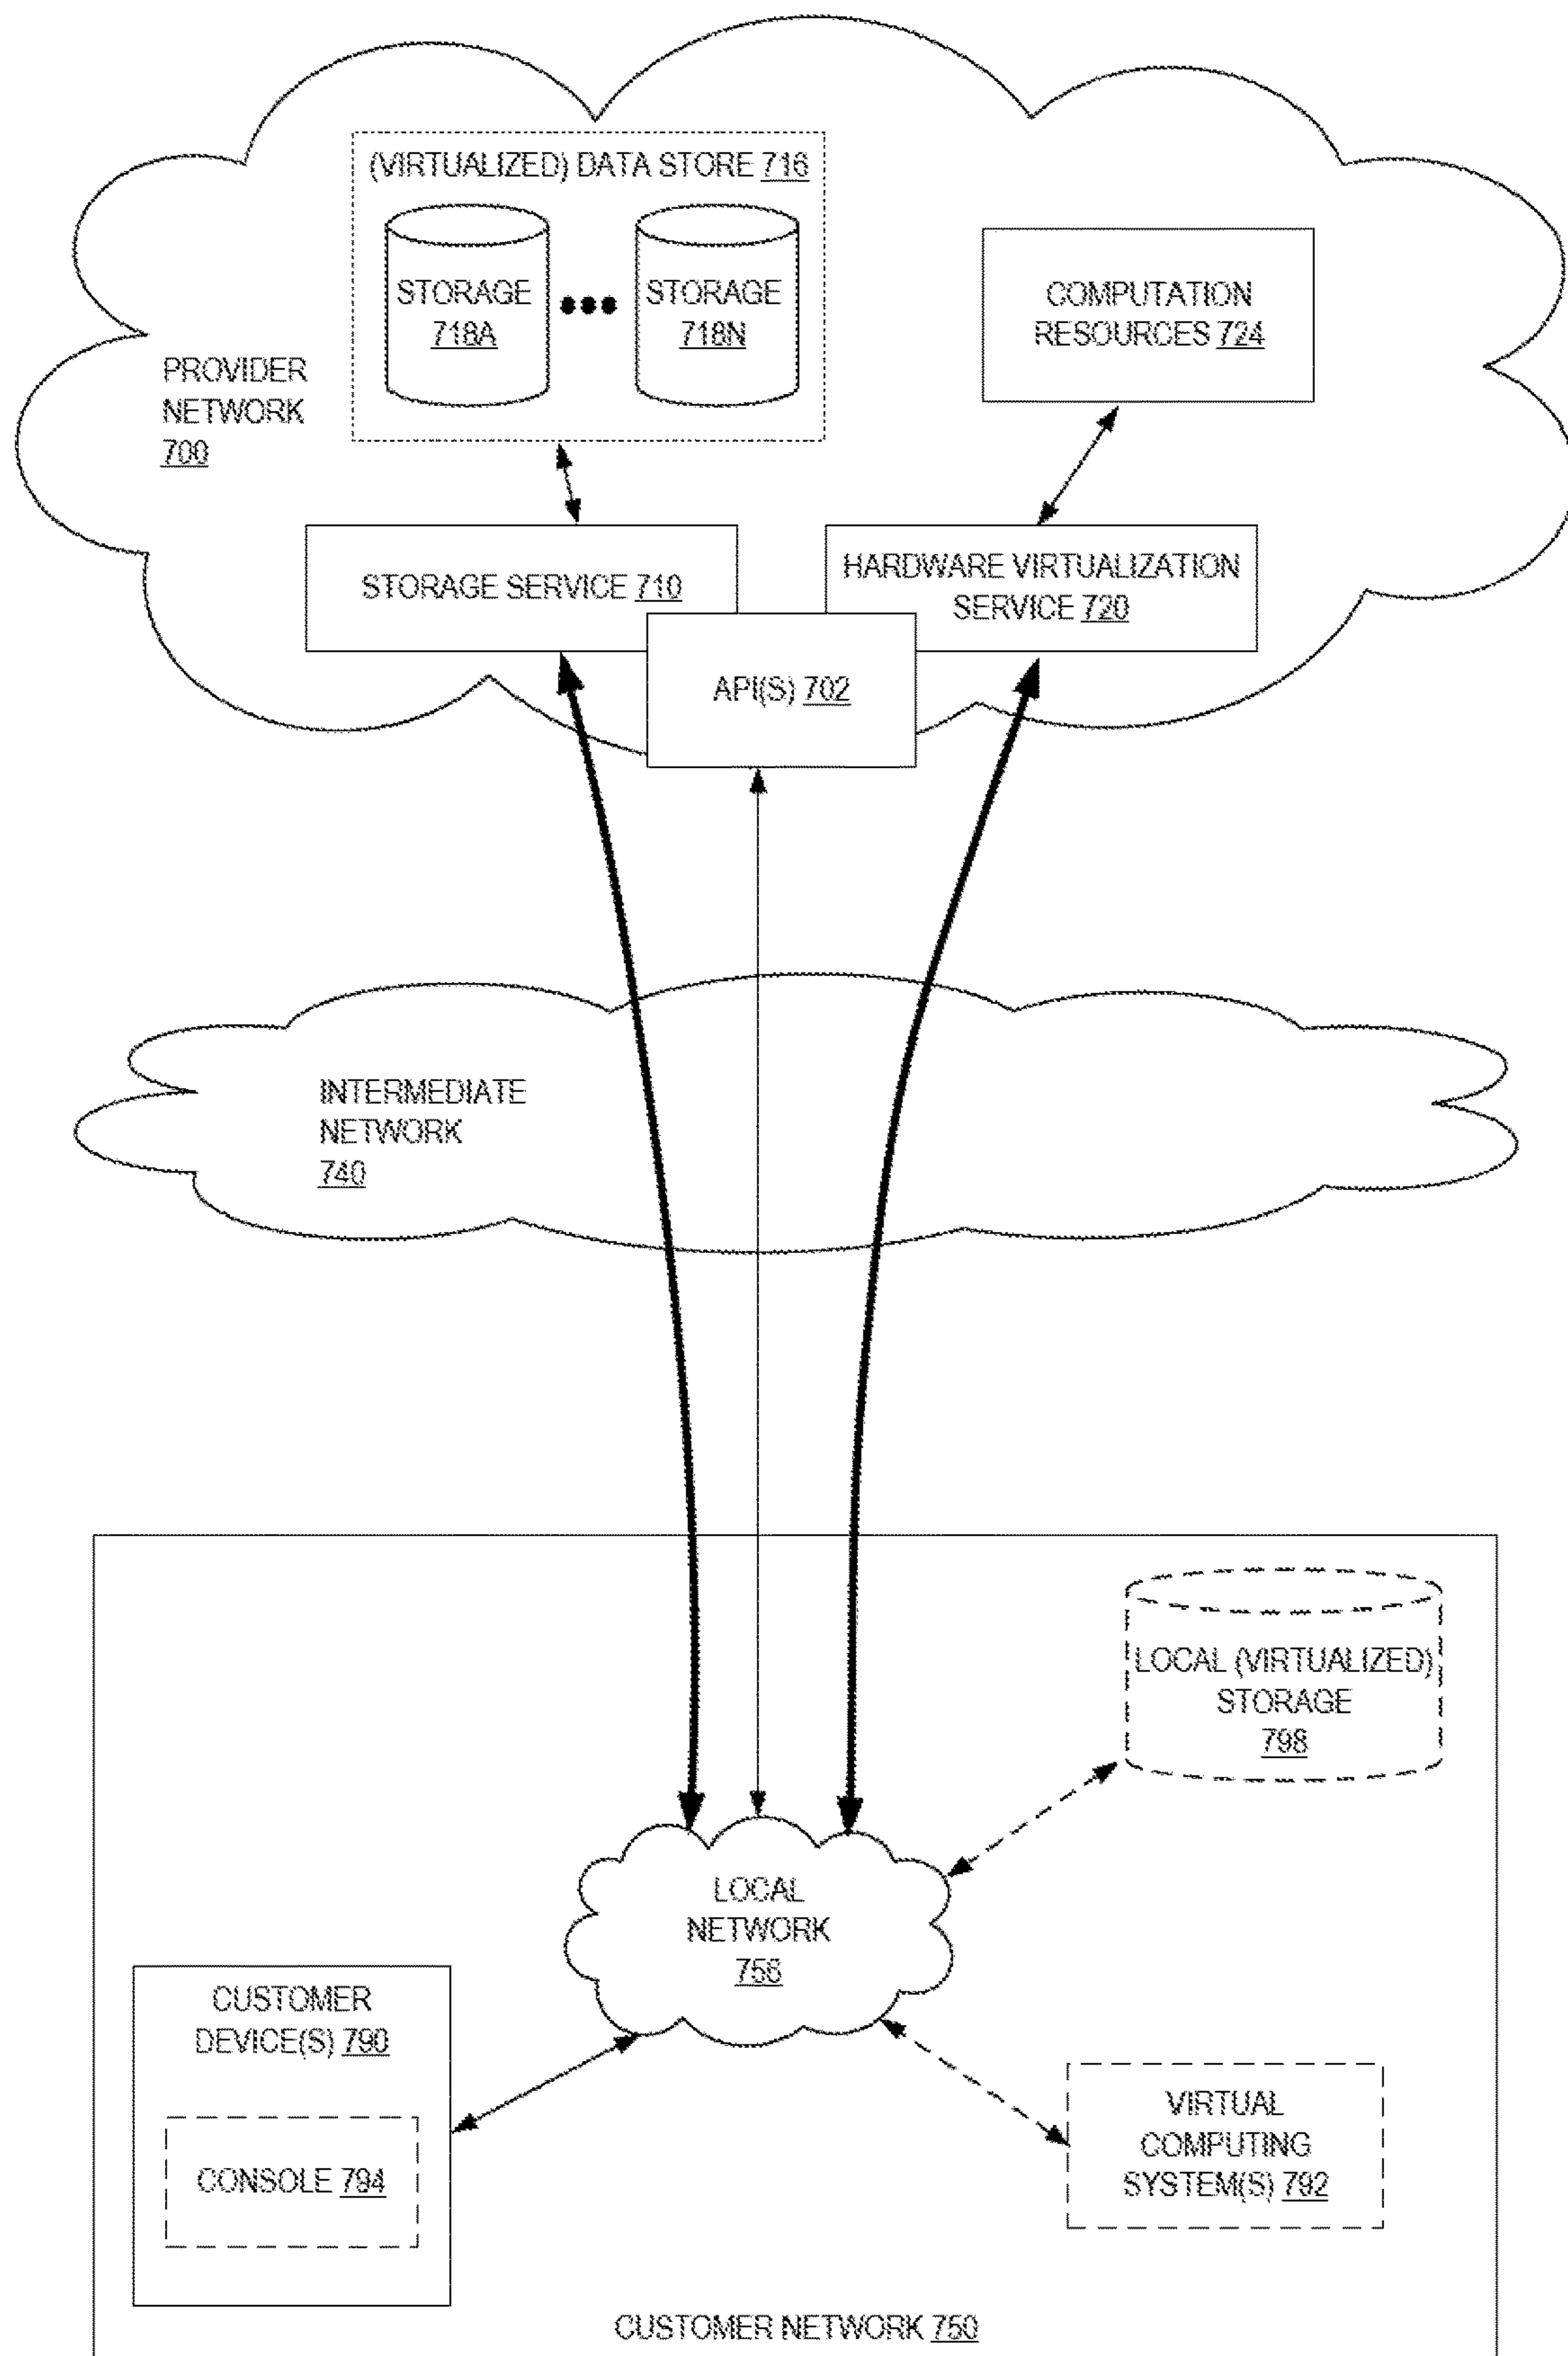 (VIRTUALIZED) DATA STORE 716
STORAGE
718A
STORAGE
718N
COMPUTATION
RESOURCES 724
PROVIDER
NETWORK
700
STORAGE SERVICE 710
HARDWARE VIRTUALIZATION
SERVICE 720
API(S) 702
INTERMEDIATE
NETWORK
740
LOCAL (VIRTUALIZED)
STORAGE
798
LOCAL
NETWORK
756
CUSTOMER
DEVICE(S) 790
CONSOLE 794
VIRTUAL
COMPUTING
SYSTEM(S) 792
CUSTOMER NETWORK 750